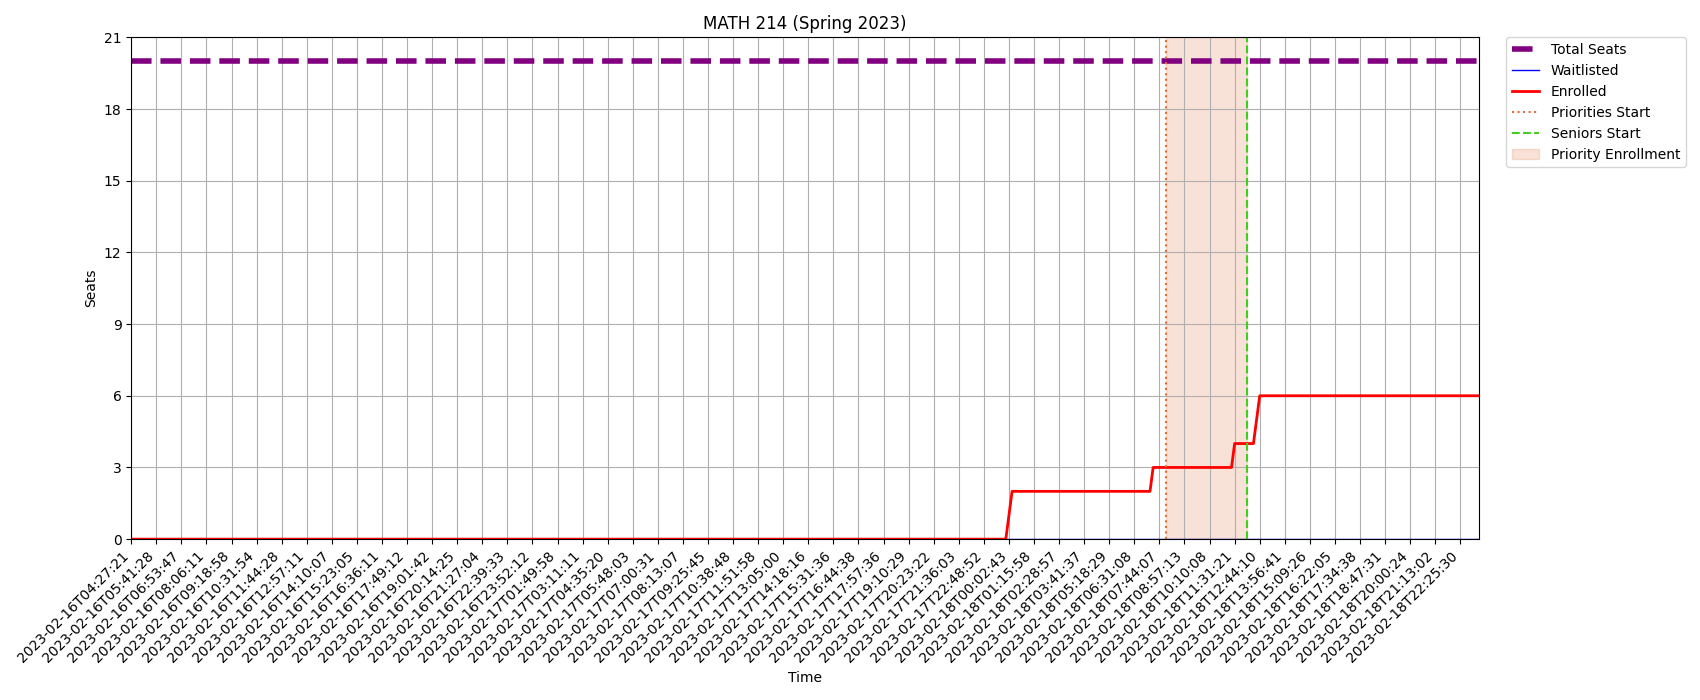 MATH 214 (Spring 2023)
21
18
15
12
9
6
3
0
Seats
2023-02-16T04:27:21
2023-02-16T05:41:28
2023-02-16T06:53:47
2023-02-16T08:06:11
2023-02-16T09:18:58
2023-02-16T10:31:54
2023-02-16T11:44:28
2023-02-16T12:57:11
2023-02-16T14:10:07
2023-02-16T15:23:05
2023-02-16T16:36:11
2023-02-16T17:49:12
2023-02-16T19:01:42
2023-02-16T20:14:25
2023-02-16T21:27:04
2023-02-16T22:39:33
2023-02-16T23:52:12
2023-02-17T01:49:58
2023-02-17T03:11:11
2023-02-17T04:35:20
2023-02-17T05:48:03
2023-02-17T07:00:31
2023-02-17T08:13:07
2023-02-17T09:25:45
2023-02-17T10:38:48
2023-02-17T11:51:58
2023-02-17T13:05:00
2023-02-17T14:18:16
2023-02-17T15:31:36
2023-02-17T16:44:38
2023-02-17T17:57:36
2023-02-17T19:10:29
2023-02-17T20:23:22
2023-02-17T21:36:03
2023-02-17T22:48:52
2023-02-18T00:02:43
2023-02-18T01:15:58
2023-02-18T02:28:57
2023-02-18T03:41:37
2023-02-18T05:18:29
2023-02-18T06:31:08
2023-02-18T07:44:07
2023-02-18T08:57:13
2023-02-18T10:10:08
2023-02-18T11:31:21
2023-02-18T12:44:10
2023-02-18T13:56:41
2023-02-18T15:09:26
2023-02-18T16:22:05
2023-02-18T17:34:38
2023-02-18T18:47:31
2023-02-18T20:00:24
2023-02-18T21:13:02
2023-02-18T22:25:30
Time
Total Seats
Waitlisted
Enrolled
Priorities Start
Seniors Start
Priority Enrollment